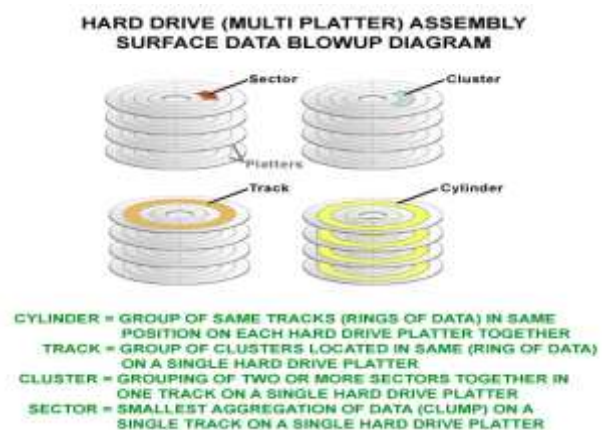 HARD DRIVE (MULTI PLATTER) ASSEMBLY
SURFACE DATA BLOWUP DIAGRAM
Sector
Cluster
Platters
Track
Cylinder
CYLINDER = GROUP OF SAME TRACKS (RINGS OF DATA) IN SAME
POSITION ON EACH HARD DRIVE PLATTER TOGETHER
TRACK = GROUP OF CLUSTERS LOCATED IN SAME (RING OF DATA)
ON A SINGLE HARD DRIVE PLATTER
CLUSTER = GROUPING OF TWO OR MORE SECTORS TOGETHER IN
ONE TRACK ON A SINGLE HARD DRIVE PLATTER
SECTOR = SMALLEST AGGREGATION OF DATA (CLUMP) ON A
SINGLE TRACK ON A SINGLE HARD DRIVE PLATTER